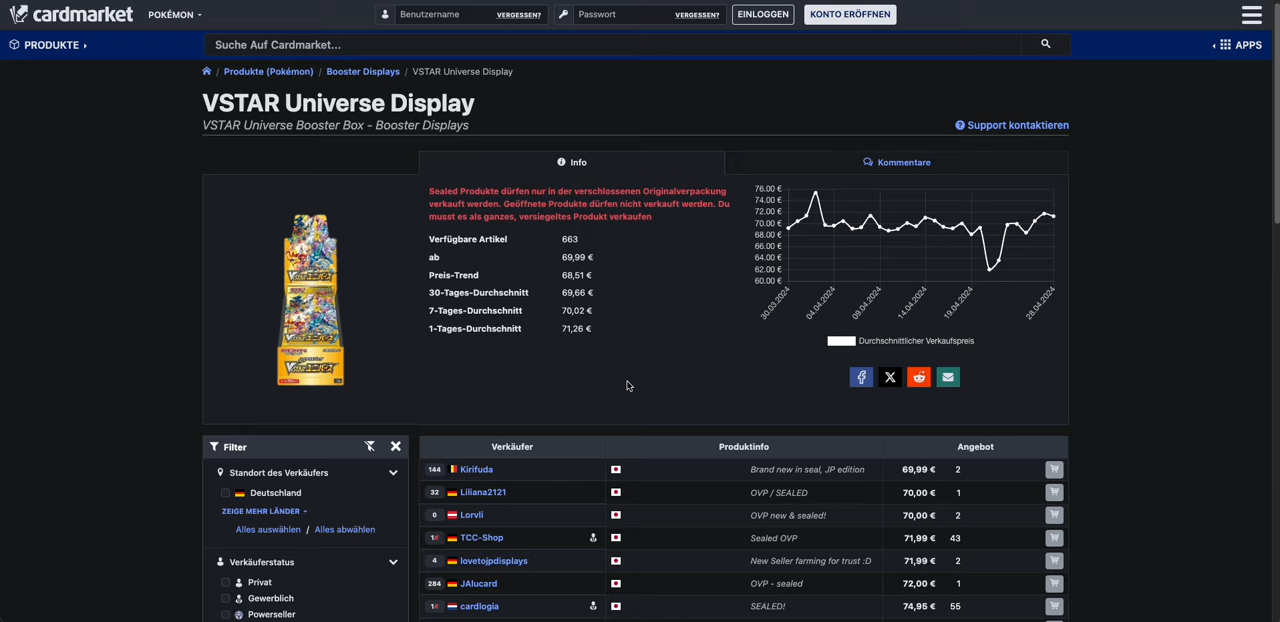 cardmarket POKÉMON Benutzername VERGESSEN? Passwort VERGESSEN? EINLOGGEN KONTO ERÖFFNEN
PRODUKTE Suche Auf Cardmarket... APPS
/ Produkte (Pokémon) / Booster Displays / VSTAR Universe Display
VSTAR Universe Display
VSTAR Universe Booster Box - Booster Displays
Support kontaktieren
Info
Kommentare
Sealed Produkte dürfen nur in der verschlossenen Originalverpackung
verkauft werden. Geöffnete Produkte dürfen nicht verkauft werden. Du
musst es als ganzes, versiegeltes Produkt verkaufen
Verfügbare Artikel 663
ab 69,99 €
Preis-Trend 68,51 €
30-Tages-Durchschnitt 69,66 €
7-Tages-Durchschnitt 70,02 €
1-Tages-Durchschnitt 71,26 €
76.00 €
74.00 €
72.00 €
70.00 €
68.00 €
66.00 €
64.00 €
62.00 €
60.00 €
30.03.2024 04.04.2024 09.04.2024 14.04.2024 19.04.2024 28.04.2024
Durchschnittlicher Verkaufspreis
Filter
Standort des Verkäufers
Deutschland
ZEIGE MEHR LÄNDER
Alles auswählen / Alles abwählen
Verkäuferstatus
Privat
Gewerblich
Powerseller
Verkäufer Produktinfo Angebot
144 Kirifuda Brand new in seal, JP edition 69,99 € 2
32 Liliana2121 OVP / SEALED 70,00 € 1
0 Lorvli OVP new & sealed! 70,00 € 2
1K TCC-Shop Sealed OVP 71,99 € 43
4 lovetojpdisplays New Seller farming for trust :D 71,99 € 2
284 JAlucard OVP - sealed 72,00 € 1
1K cardlogia SEALED! 74,95 € 55